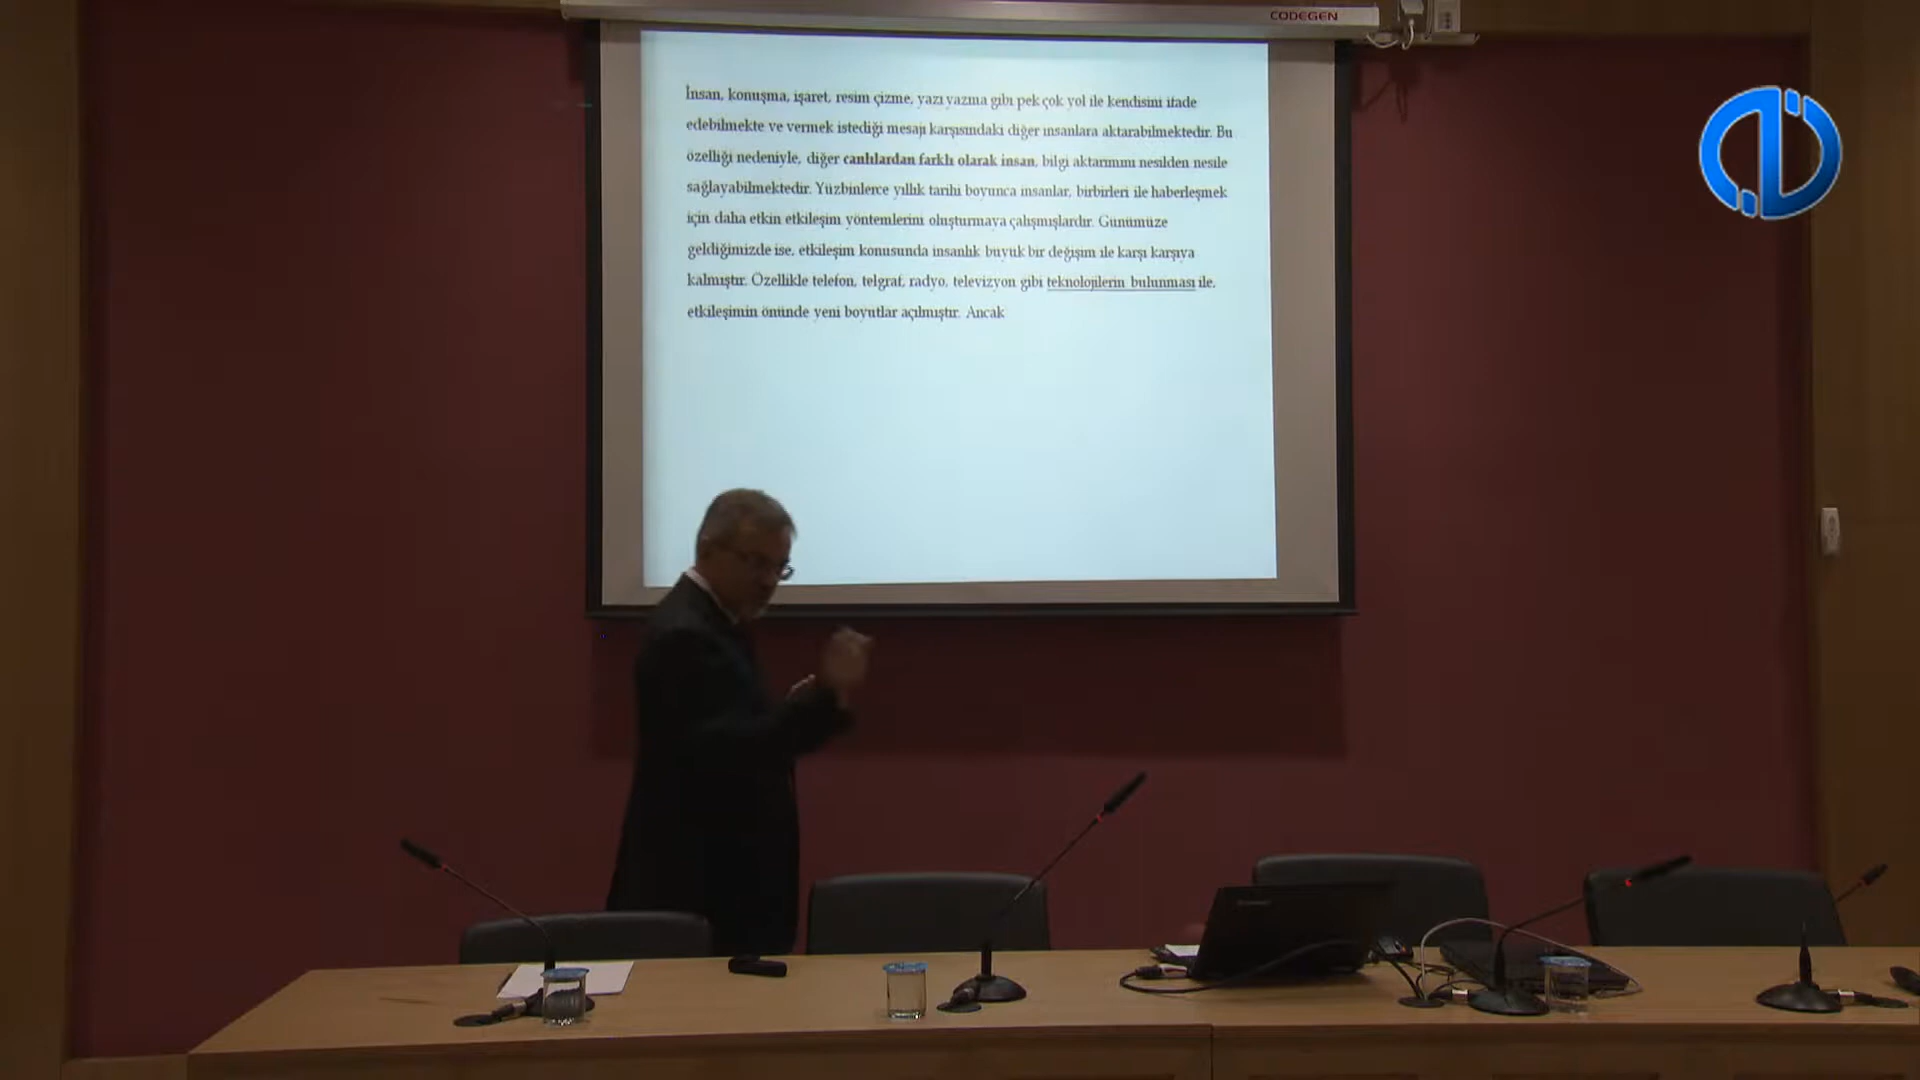 CODEGEN
İnsan, konuşma, işaret, resim çizme, yazı yazma gibi pek çok yol ile kendisini ifade
edebilmekte ve vermek istediği mesajı karşısındaki diğer insanlara aktarabilmektedir. Bu
özelliği nedeniyle, diğer canlılardan farklı olarak insan, bilgi aktarımını nesilden nesile
sağlayabilmektedir. Yüzbinlerce yıllık tarihi boyunca insanlar, birbirleri ile haberleşmek
için daha etkin etkileşim yöntemlerini oluşturmaya çalışmışlardır. Günümüze
geldiğimizde ise, etkileşim konusunda insanlık büyük bir değişim ile karşı karşıya
kalmıştır. Özellikle telefon, telgraf, radyo, televizyon gibi teknolojilerin bulunması ile,
etkileşimin önünde yeni boyutlar açılmıştır. Ancak